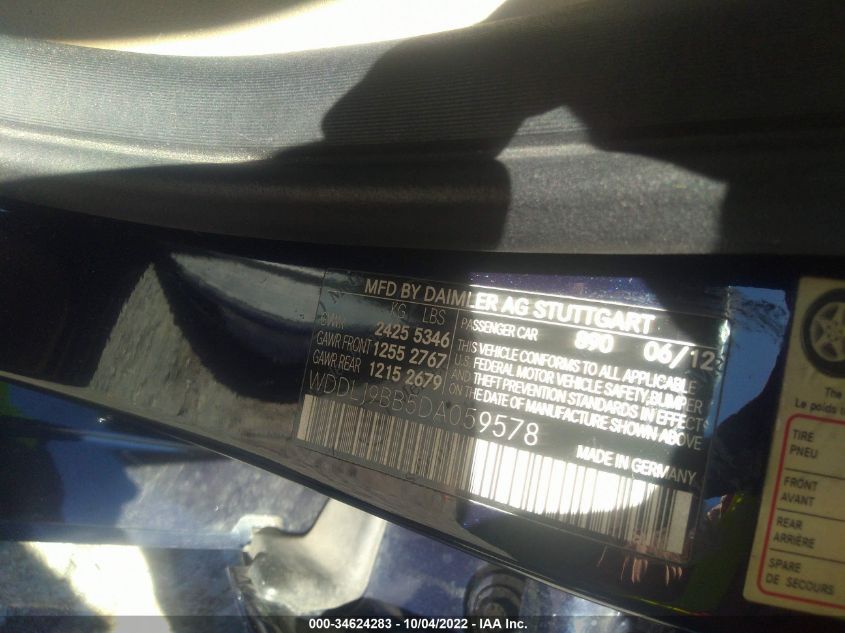 MFD BY DAIMLER AG STUTTGART
KG LBS
GVWR 2425 5346
GAWR FRONT 1255 2767
GAWR REAR 1215 2679
PASSENGER CAR 890 06/12
THIS VEHICLE CONFORMS TO ALL APPLICABLE
U.S. FEDERAL MOTOR VEHICLE SAFETY, BUMPER
AND THEFT PREVENTION STANDARDS IN EFFECT
ON THE DATE OF MANUFACTURE SHOWN ABOVE
WDDLJ9BB5DA059578
MADE IN GERMANY
The
Le poids
TIRE
PNEU
FRONT
AVANT
REAR
ARRIÈRE
SPARE
DE SECOURS
000-34624283 - 10/04/2022 - IAA Inc.